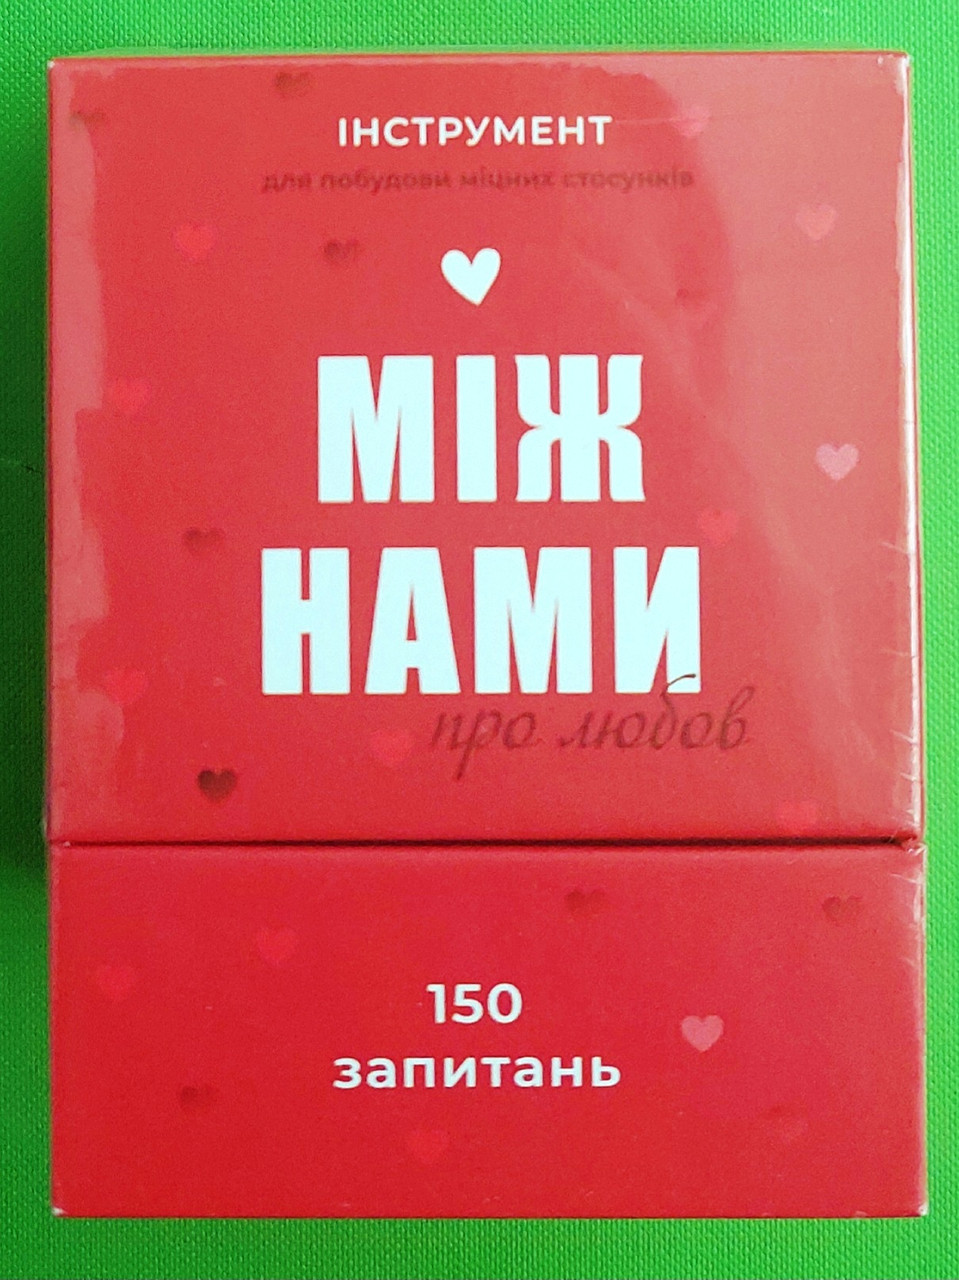 ІНСТРУМЕНТ
для побудови міцних стосунків
МІЖ
НАМИ
про любов
150
запитань